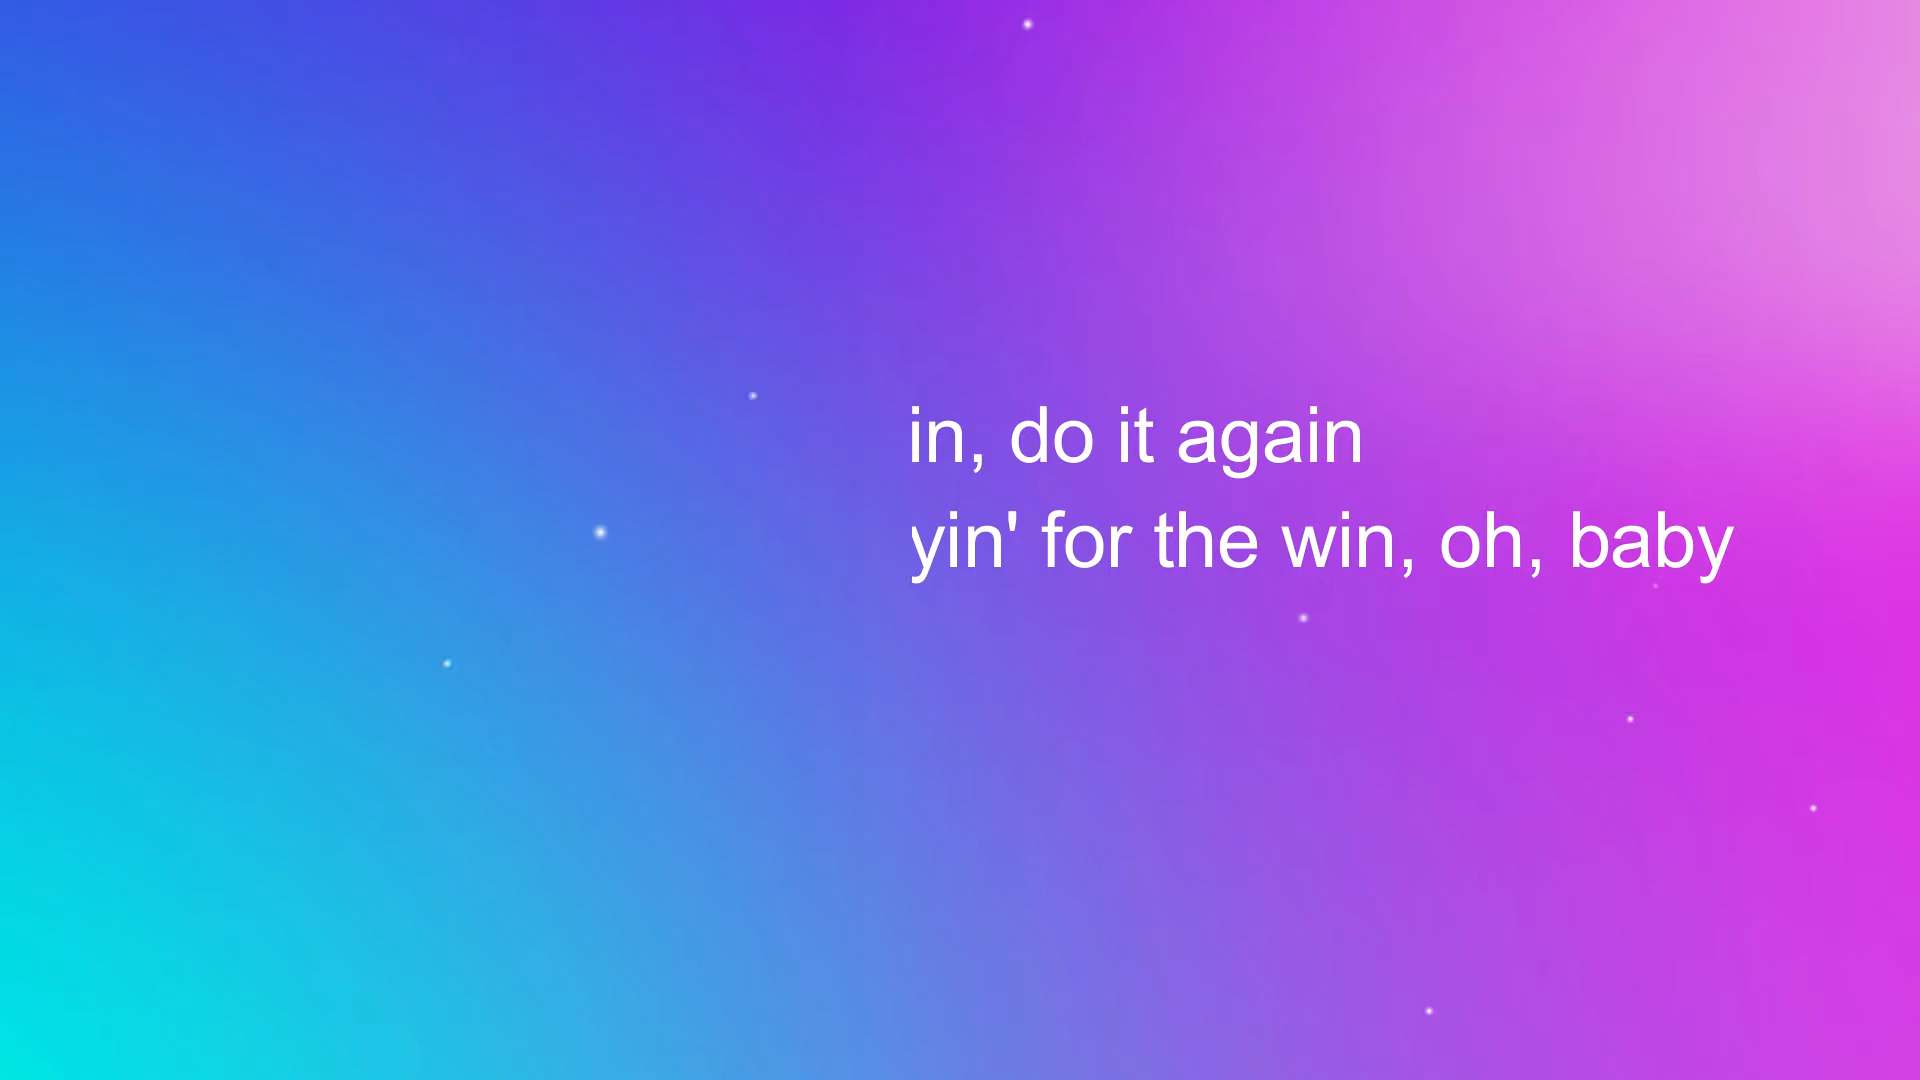 in, do it again
yin' for the win, oh, baby